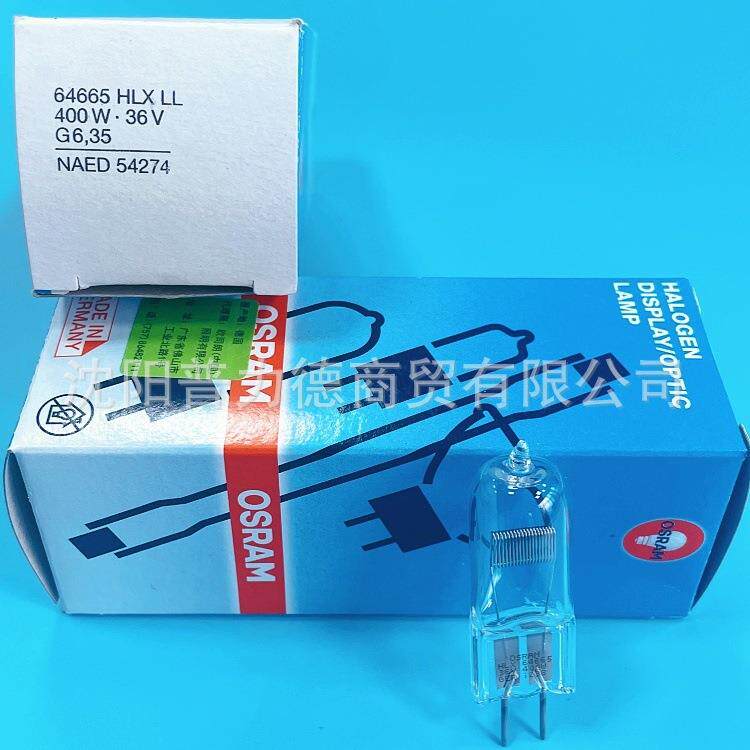 64665 HLX LL
400 W · 36 V
G6,35
NAED 54274
MADE IN
GERMANY
OSRAM
HALOGEN
DISPLAY/OPTIC
LAMP
沈阳普力德商贸有限公司
OSRAM
OSRAM
OSRAM